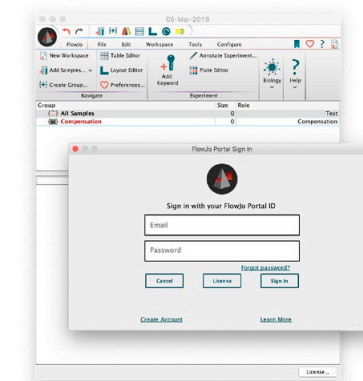 05-Mar-2019
FlowJo File Edit Workspace Tools Configure
New Workspace Table Editor Annotate Experiment...
Add Samples... Layout Editor Plate Editor
Add Keyword
{+} Create Group... Preferences...
Biology Help
Navigate Experiment
Group Size Role
{ } All Samples 0 Test
Compensation 0 Compensation
FlowJo Portal Sign In
Sign in with your FlowJo Portal ID
Email
Password
Forgot password?
Cancel License Sign In
Create Account Learn More
License...